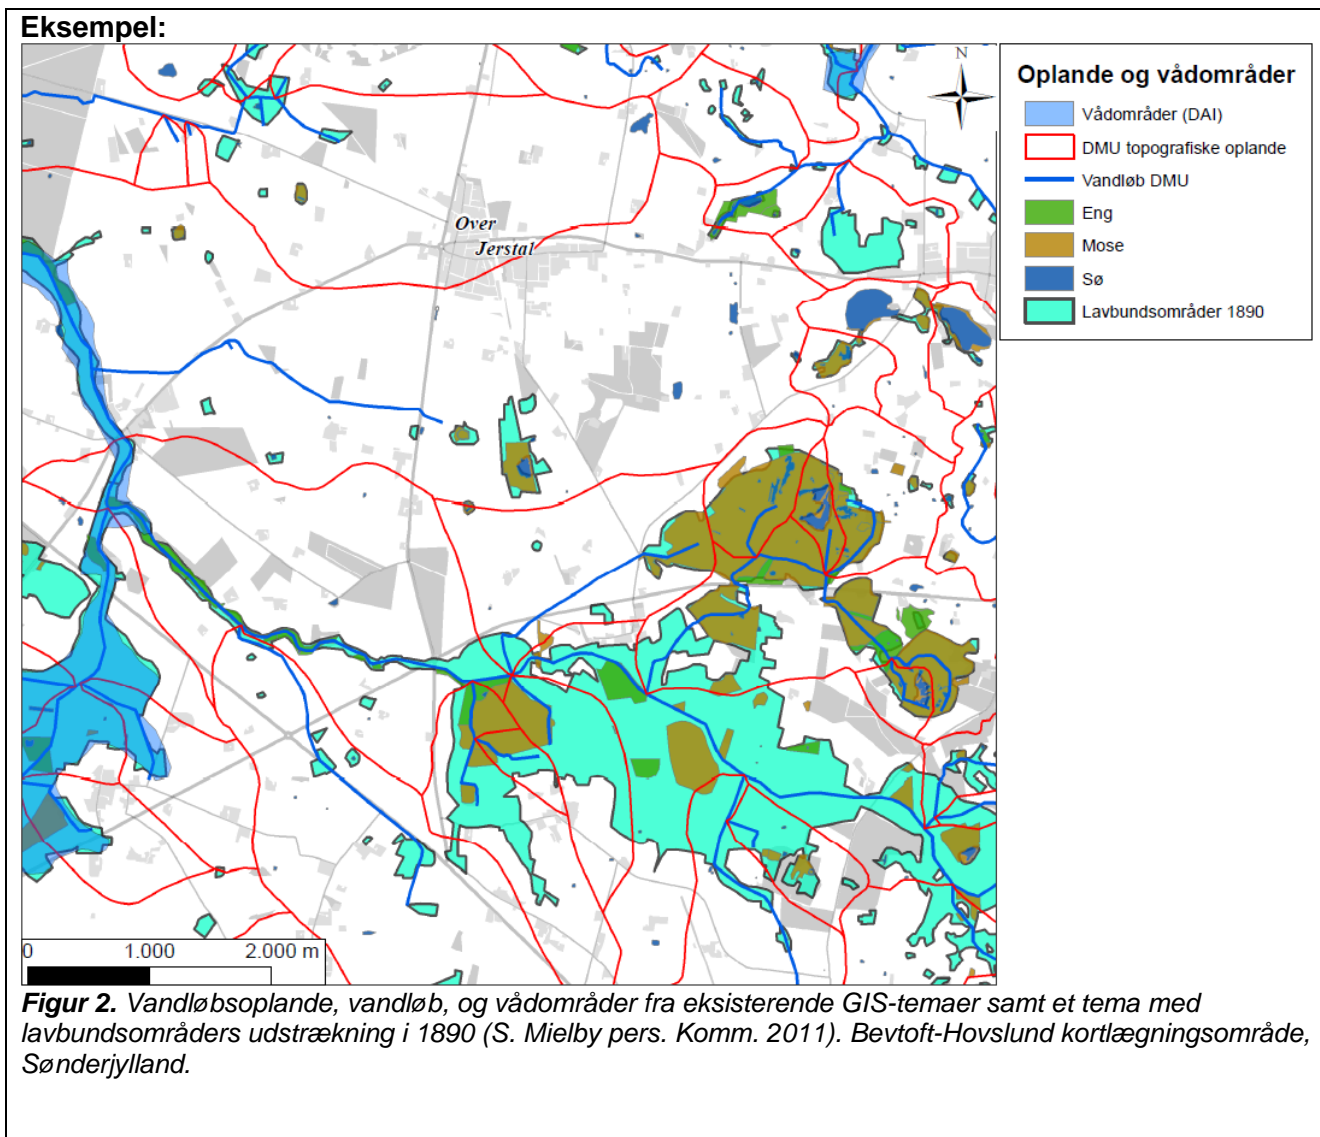 Eksempel:
N
Oplande og vådområder
Vådområder (DAI)
DMU topografiske oplande
Vandløb DMU
Eng
Mose
Sø
Lavbundsområder 1890
Over
Jerstal
0 1.000 2.000 m
Figur 2. Vandløbsoplande, vandløb, og vådområder fra eksisterende GIS-temaer samt et tema med
lavbundsområders udstrækning i 1890 (S. Mielby pers. Komm. 2011). Bevtoft-Hovslund kortlægningsområde,
Sønderjylland.